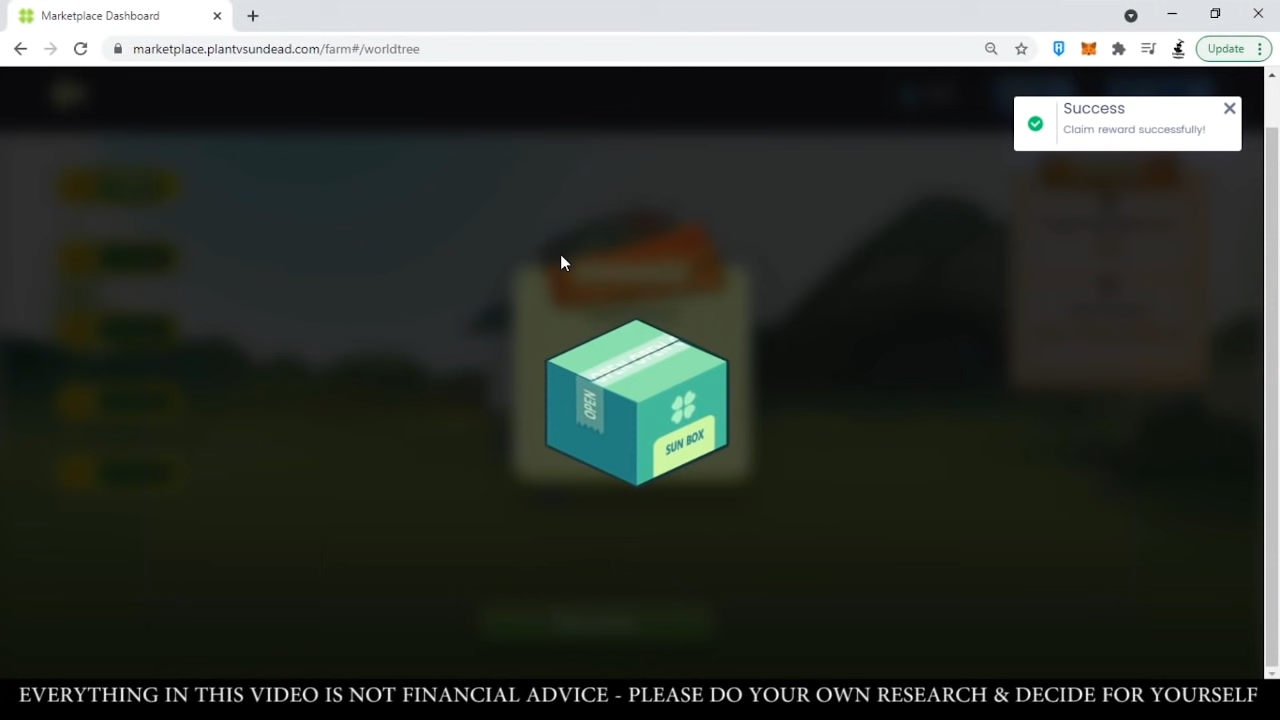 Marketplace Dashboard
marketplace.plantvsundead.com/farm#/worldtree
Update
Success
Claim reward successfully!
OPEN
SUN BOX
EVERYTHING IN THIS VIDEO IS NOT FINANCIAL ADVICE - PLEASE DO YOUR OWN RESEARCH & DECIDE FOR YOURSELF